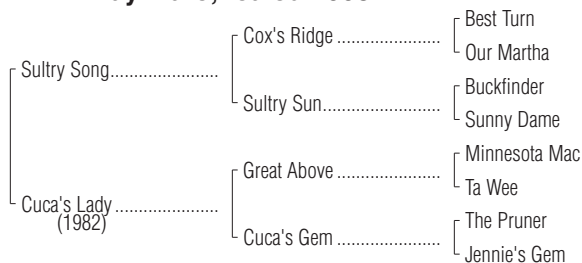 Best Turn
Cox's Ridge
Our Martha
Sultry Song
Buckfinder
Sultry Sun
Sunny Dame
Minnesota Mac
Great Above
Ta Wee
Cuca's Lady
(1982)
The Pruner
Cuca's Gem
Jennie's Gem